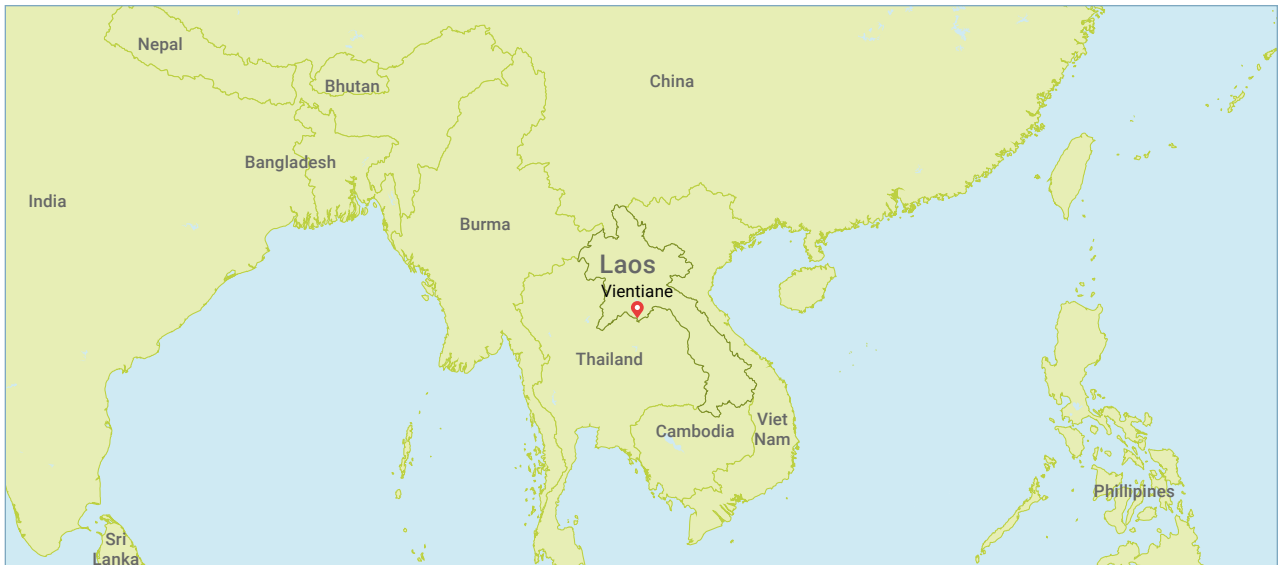 Nepal
China
Bhutan
Bangladesh
India
Burma
Laos
Vientiane
Thailand
Viet
Nam
Cambodia
Phillipines
Sri
Lanka